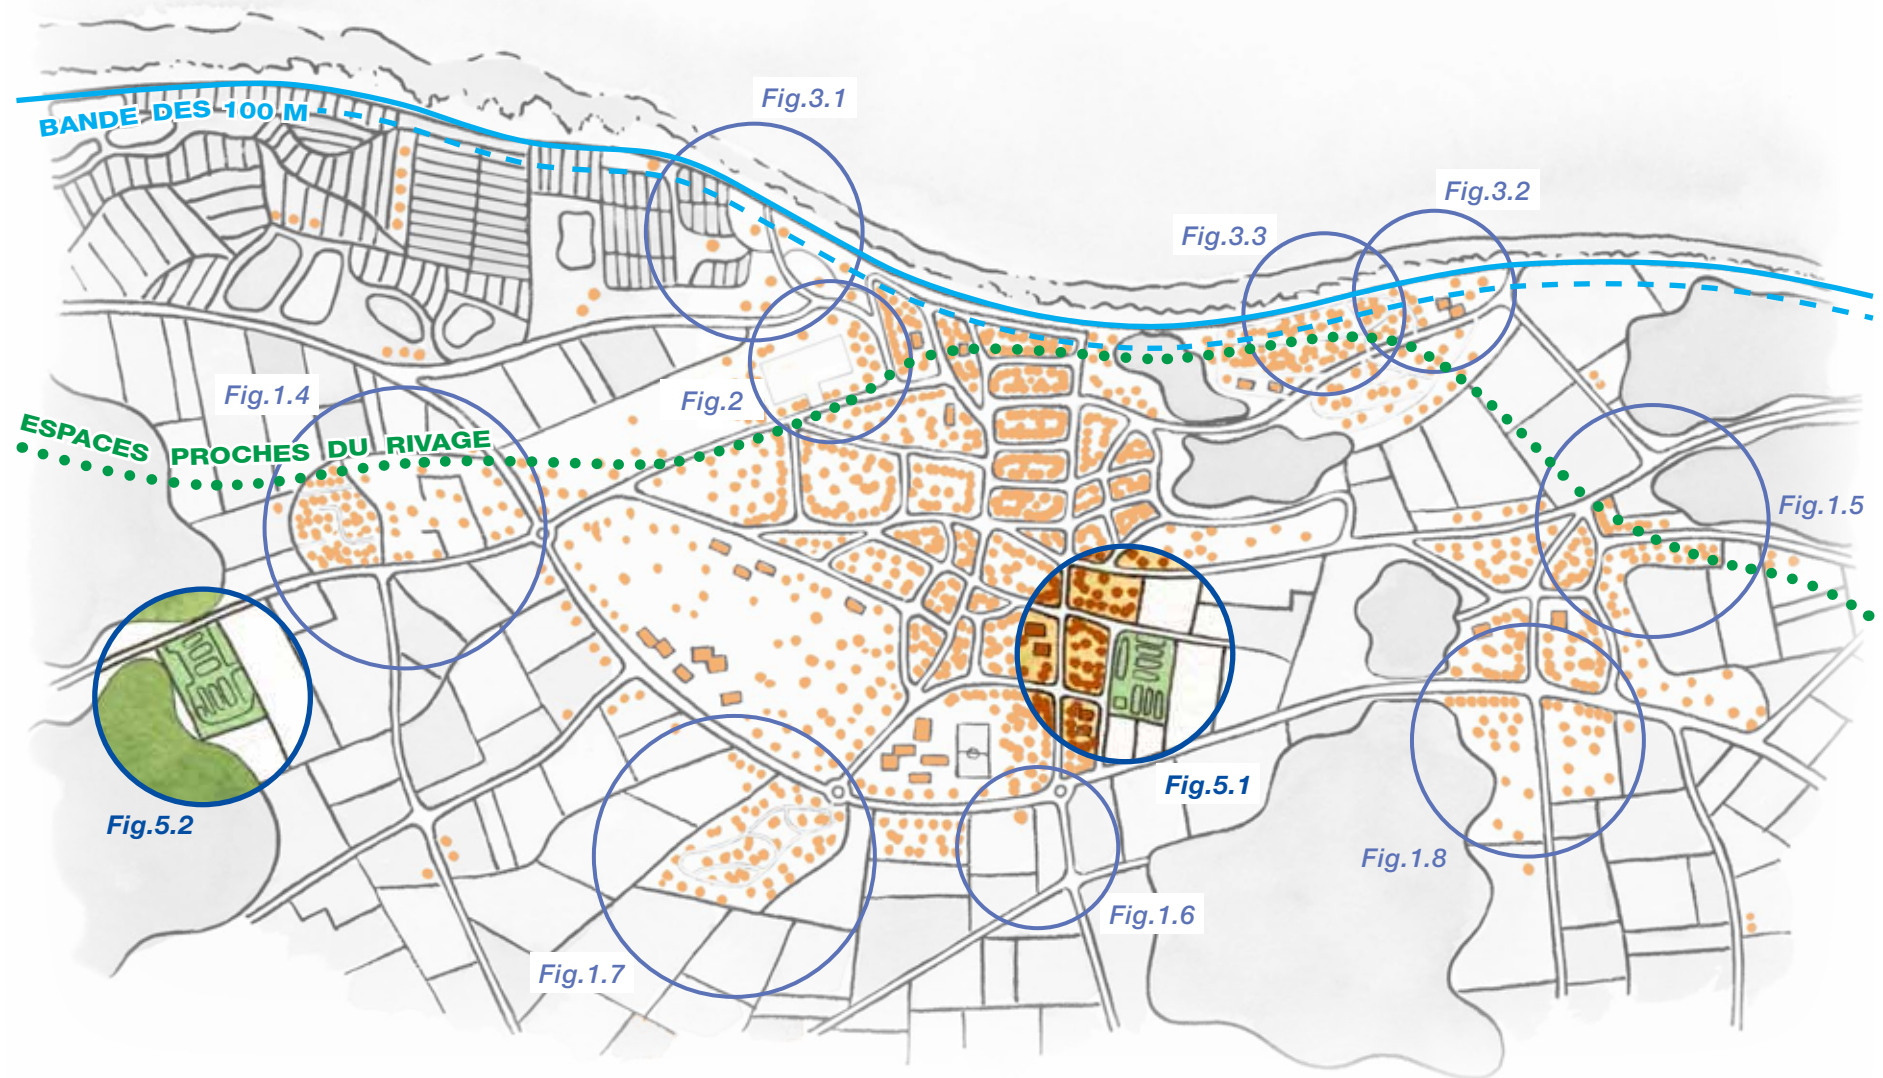 Fig.3.1
BANDE DES 100 M
Fig.3.2
Fig.3.3
Fig.1.4
Fig.2
ESPACES PROCHES DU RIVAGE
Fig.1.5
Fig.5.1
Fig.5.2
Fig.1.8
Fig.1.6
Fig.1.7